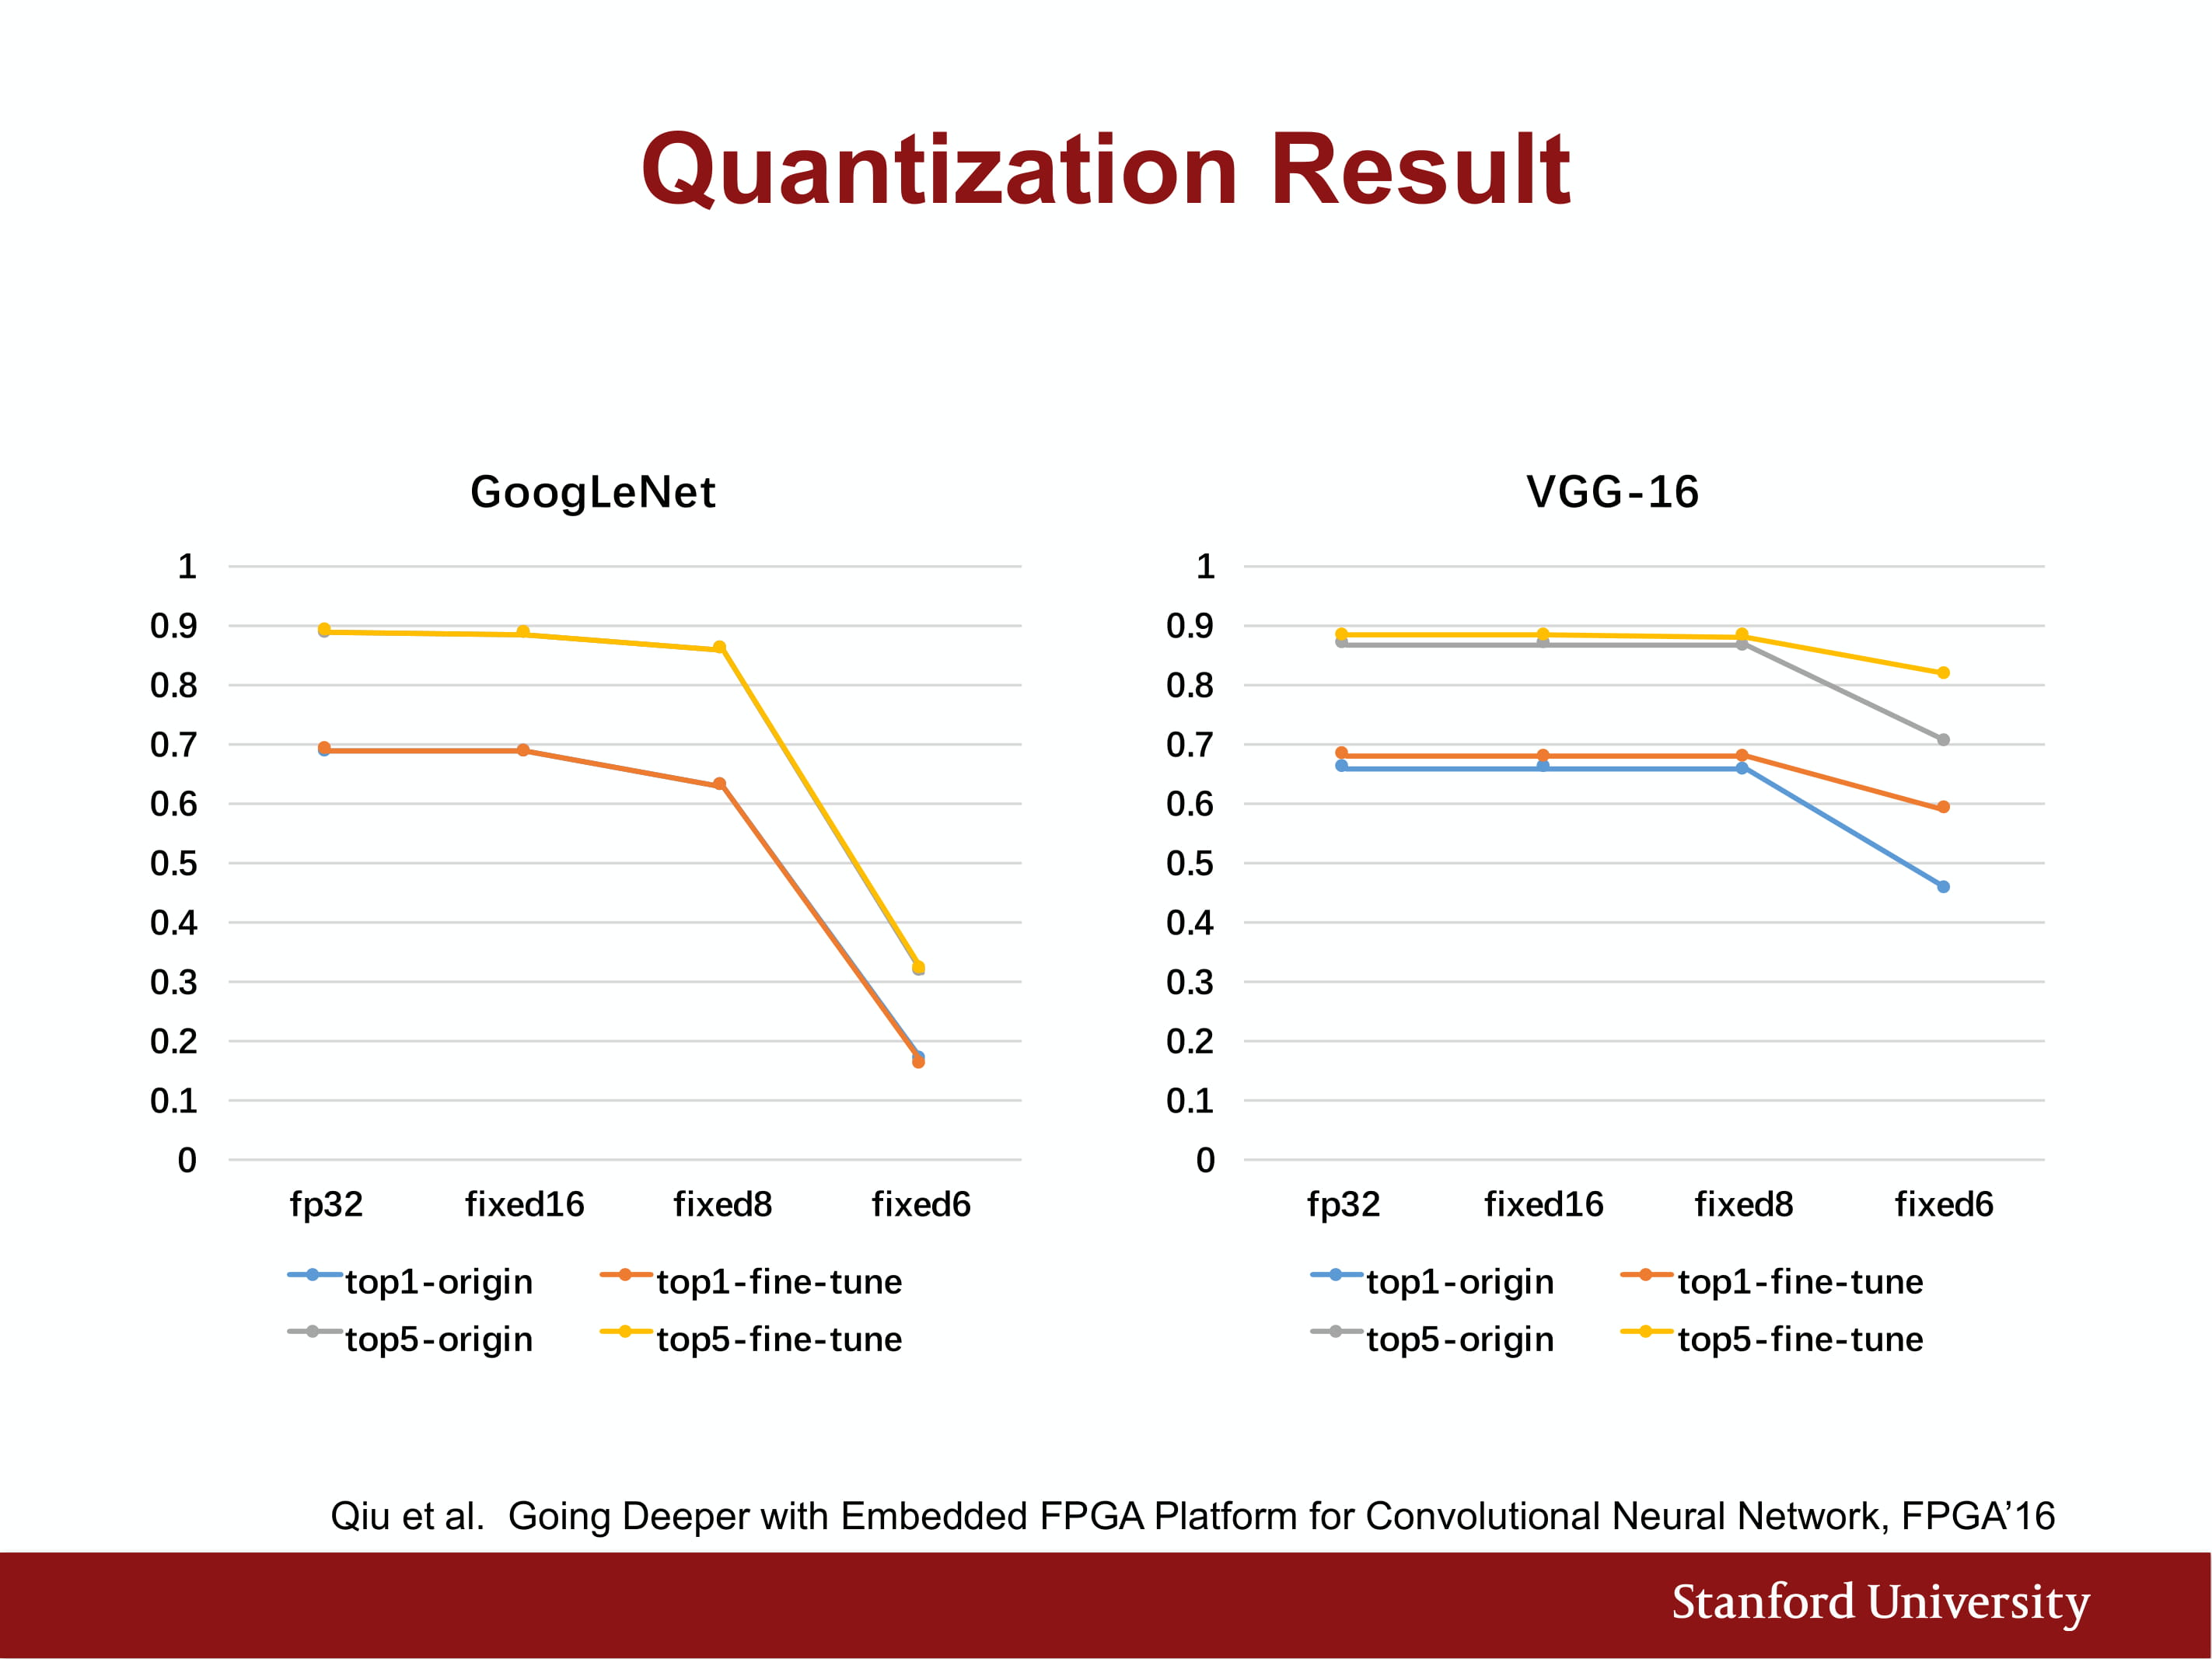 Quantization Result
GoogLeNet
1
0.9
0.8
0.7
0.6
0.5
0.4
0.3
0.2
0.1
0
fp32 fixed16 fixed8 fixed6
top1-origin top1-fine-tune
top5-origin top5-fine-tune
VGG-16
1
0.9
0.8
0.7
0.6
0.5
0.4
0.3
0.2
0.1
0
fp32 fixed16 fixed8 fixed6
top1-origin top1-fine-tune
top5-origin top5-fine-tune
Qiu et al.  Going Deeper with Embedded FPGA Platform for Convolutional Neural Network, FPGA’16
Stanford University